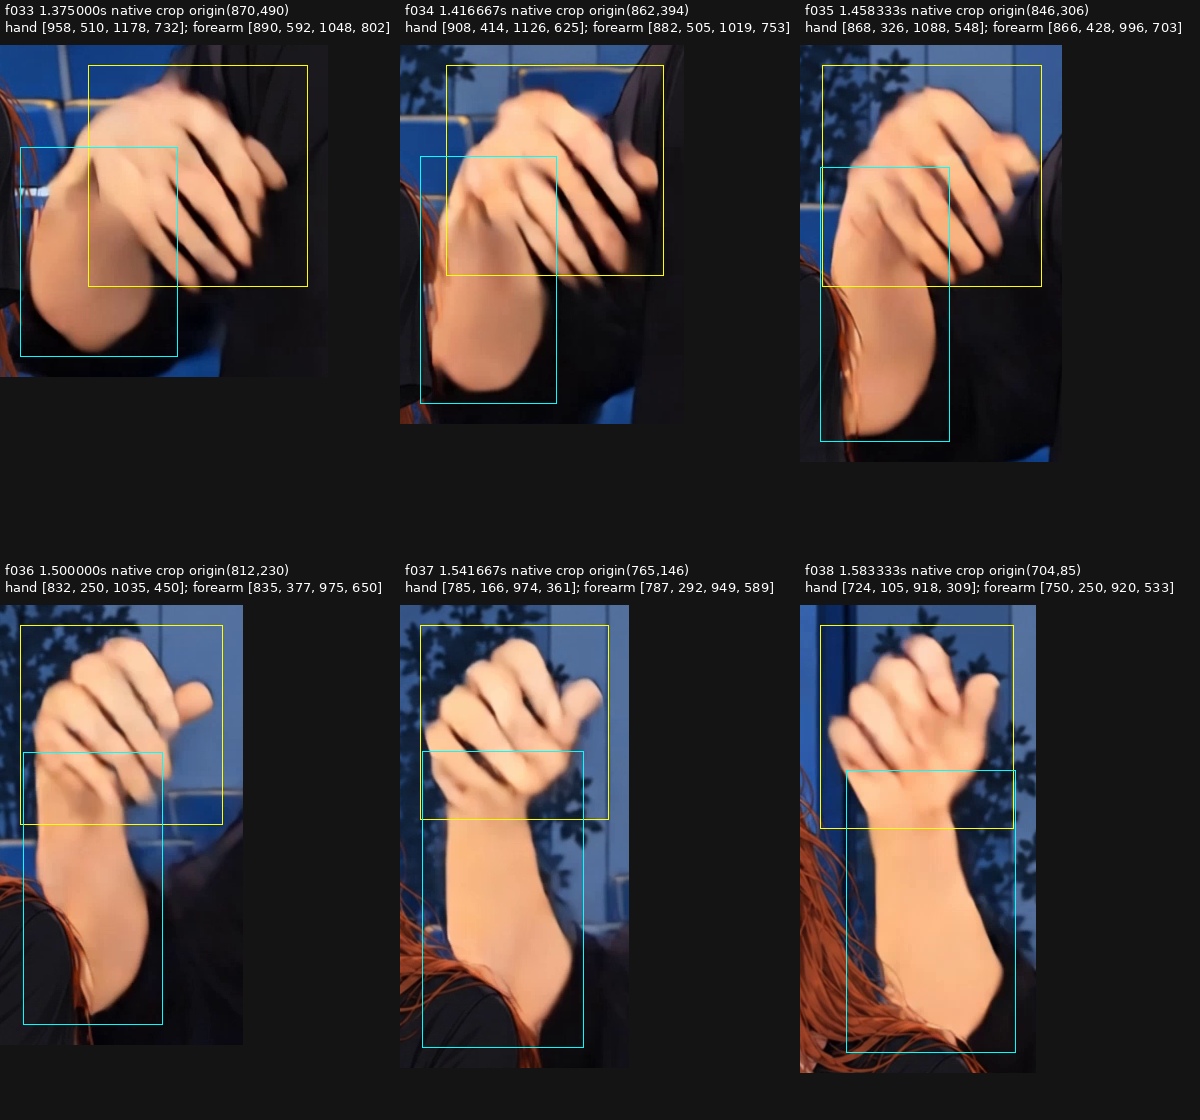 f033 1.375000s native crop origin(870,490)
hand [958, 510, 1178, 732]; forearm [890, 592, 1048, 802]
f034 1.416667s native crop origin(862,394)
hand [908, 414, 1126, 625]; forearm [882, 505, 1019, 753]
f035 1.458333s native crop origin(846,306)
hand [868, 326, 1088, 548]; forearm [866, 428, 996, 703]
f036 1.500000s native crop origin(812,230)
hand [832, 250, 1035, 450]; forearm [835, 377, 975, 650]
f037 1.541667s native crop origin(765,146)
hand [785, 166, 974, 361]; forearm [787, 292, 949, 589]
f038 1.583333s native crop origin(704,85)
hand [724, 105, 918, 309]; forearm [750, 250, 920, 533]